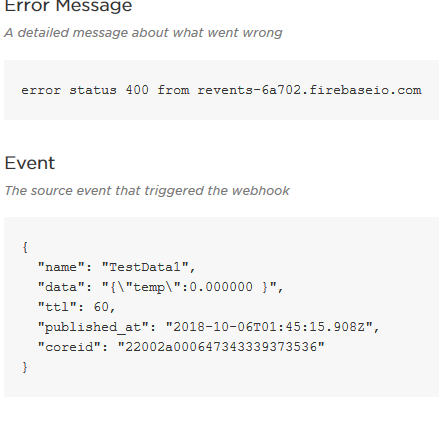 Error Message
A detailed message about what went wrong
error status 400 from revents-6a702.firebaseio.com
Event
The source event that triggered the webhook
{
"name": "TestData1",
"data": "{\"temp\":0.000000 }",
"ttl": 60,
"published_at": "2018-10-06T01:45:15.908Z",
"coreid": "22002a000647343339373536"
}